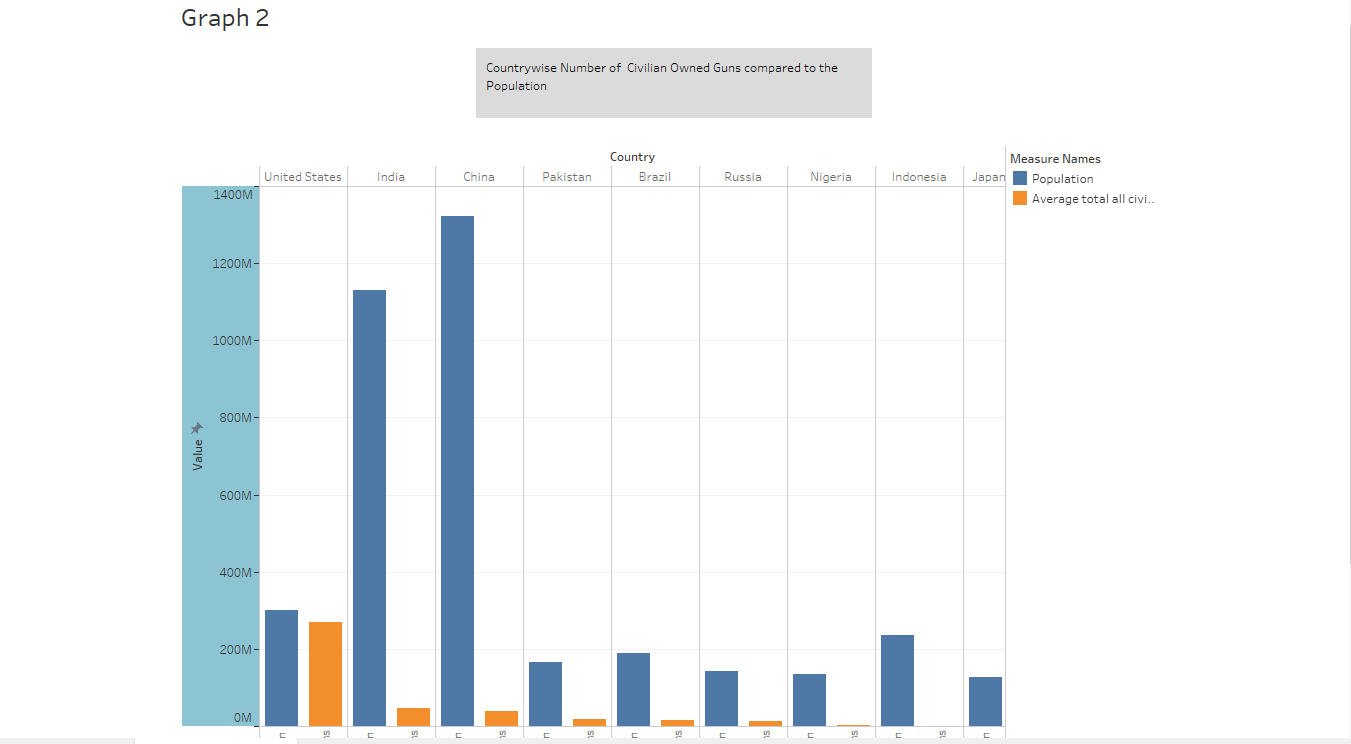 Graph 2
Countrywise Number of  Civilian Owned Guns compared to the
Population
Country
Measure Names
United States
India
China
Pakistan
Brazil
Russia
Nigeria
Indonesia
Japan
Population
Average total all civi..
1400M
1200M
1000M
800M
600M
400M
200M
0M
Value